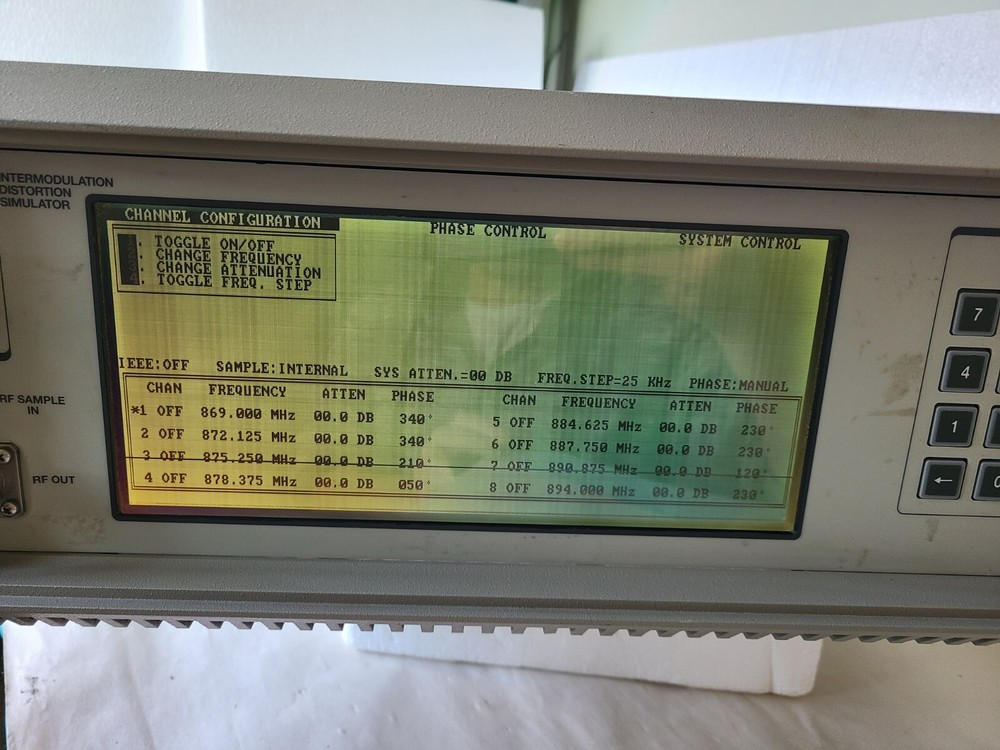 INTERMODULATION
DISTORTION
SIMULATOR
CHANNEL CONFIGURATION PHASE CONTROL SYSTEM CONTROL
. TOGGLE ON/OFF
. CHANGE FREQUENCY
. CHANGE ATTENUATION
. TOGGLE FREQ. STEP
IEEE:OFF SAMPLE:INTERNAL SYS ATTEN.=00 DB FREQ.STEP=25 KHz PHASE:MANUAL
CHAN FREQUENCY ATTEN PHASE CHAN FREQUENCY ATTEN PHASE
*1 OFF 869.000 MHz 00.0 DB 340° 5 OFF 884.625 MHz 00.0 DB 230°
2 OFF 872.125 MHz 00.0 DB 340° 6 OFF 887.750 MHz 00.0 DB 230°
3 OFF 875.250 MHz 00.0 DB 210° 7 OFF 890.875 MHz 00.0 DB 120°
4 OFF 878.375 MHz 00.0 DB 050° 8 OFF 894.000 MHz 00.0 DB 230°
RF SAMPLE
IN
RF OUT
7
4
1
←